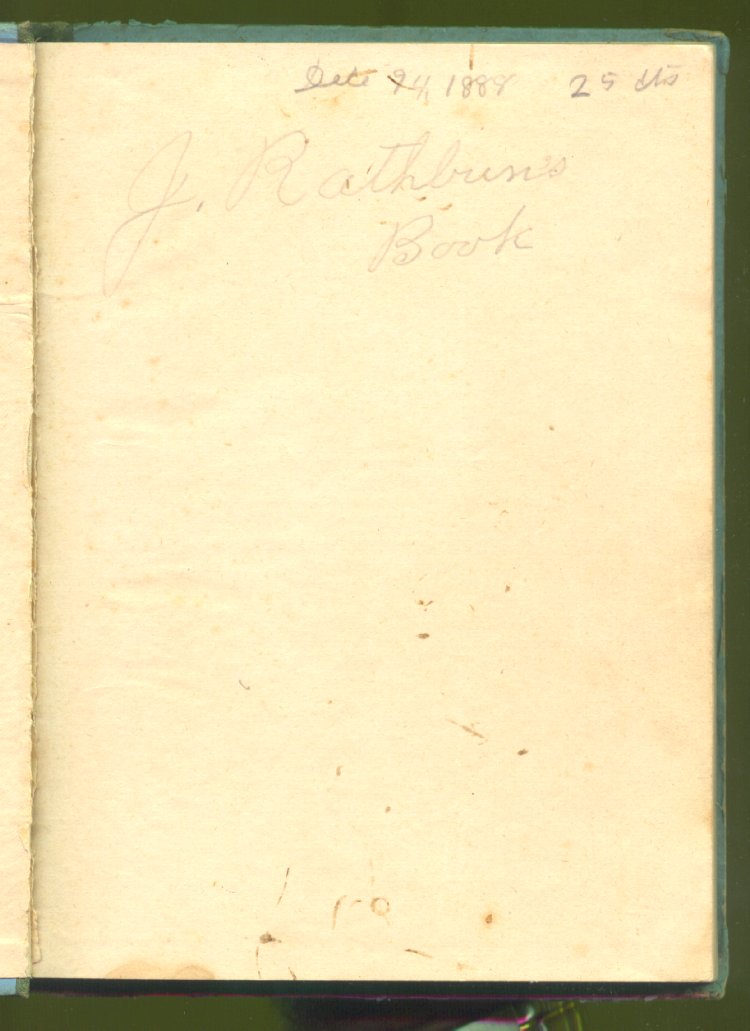 Dec 24, 1888 25 cts
J. Rathbun's
Book